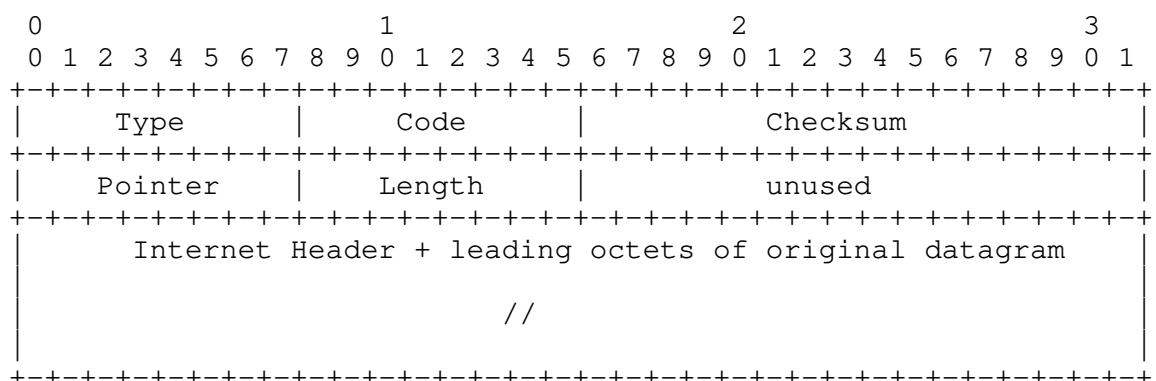 0                   1                   2                   3
0 1 2 3 4 5 6 7 8 9 0 1 2 3 4 5 6 7 8 9 0 1 2 3 4 5 6 7 8 9 0 1
+-+-+-+-+-+-+-+-+-+-+-+-+-+-+-+-+-+-+-+-+-+-+-+-+-+-+-+-+-+-+-+-+
|     Type      |     Code      |          Checksum             |
+-+-+-+-+-+-+-+-+-+-+-+-+-+-+-+-+-+-+-+-+-+-+-+-+-+-+-+-+-+-+-+-+
|    Pointer    |    Length     |          unused               |
+-+-+-+-+-+-+-+-+-+-+-+-+-+-+-+-+-+-+-+-+-+-+-+-+-+-+-+-+-+-+-+-+
|      Internet Header + leading octets of original datagram    |
|                                                               |
|                           //                                  |
|                                                               |
+-+-+-+-+-+-+-+-+-+-+-+-+-+-+-+-+-+-+-+-+-+-+-+-+-+-+-+-+-+-+-+-+